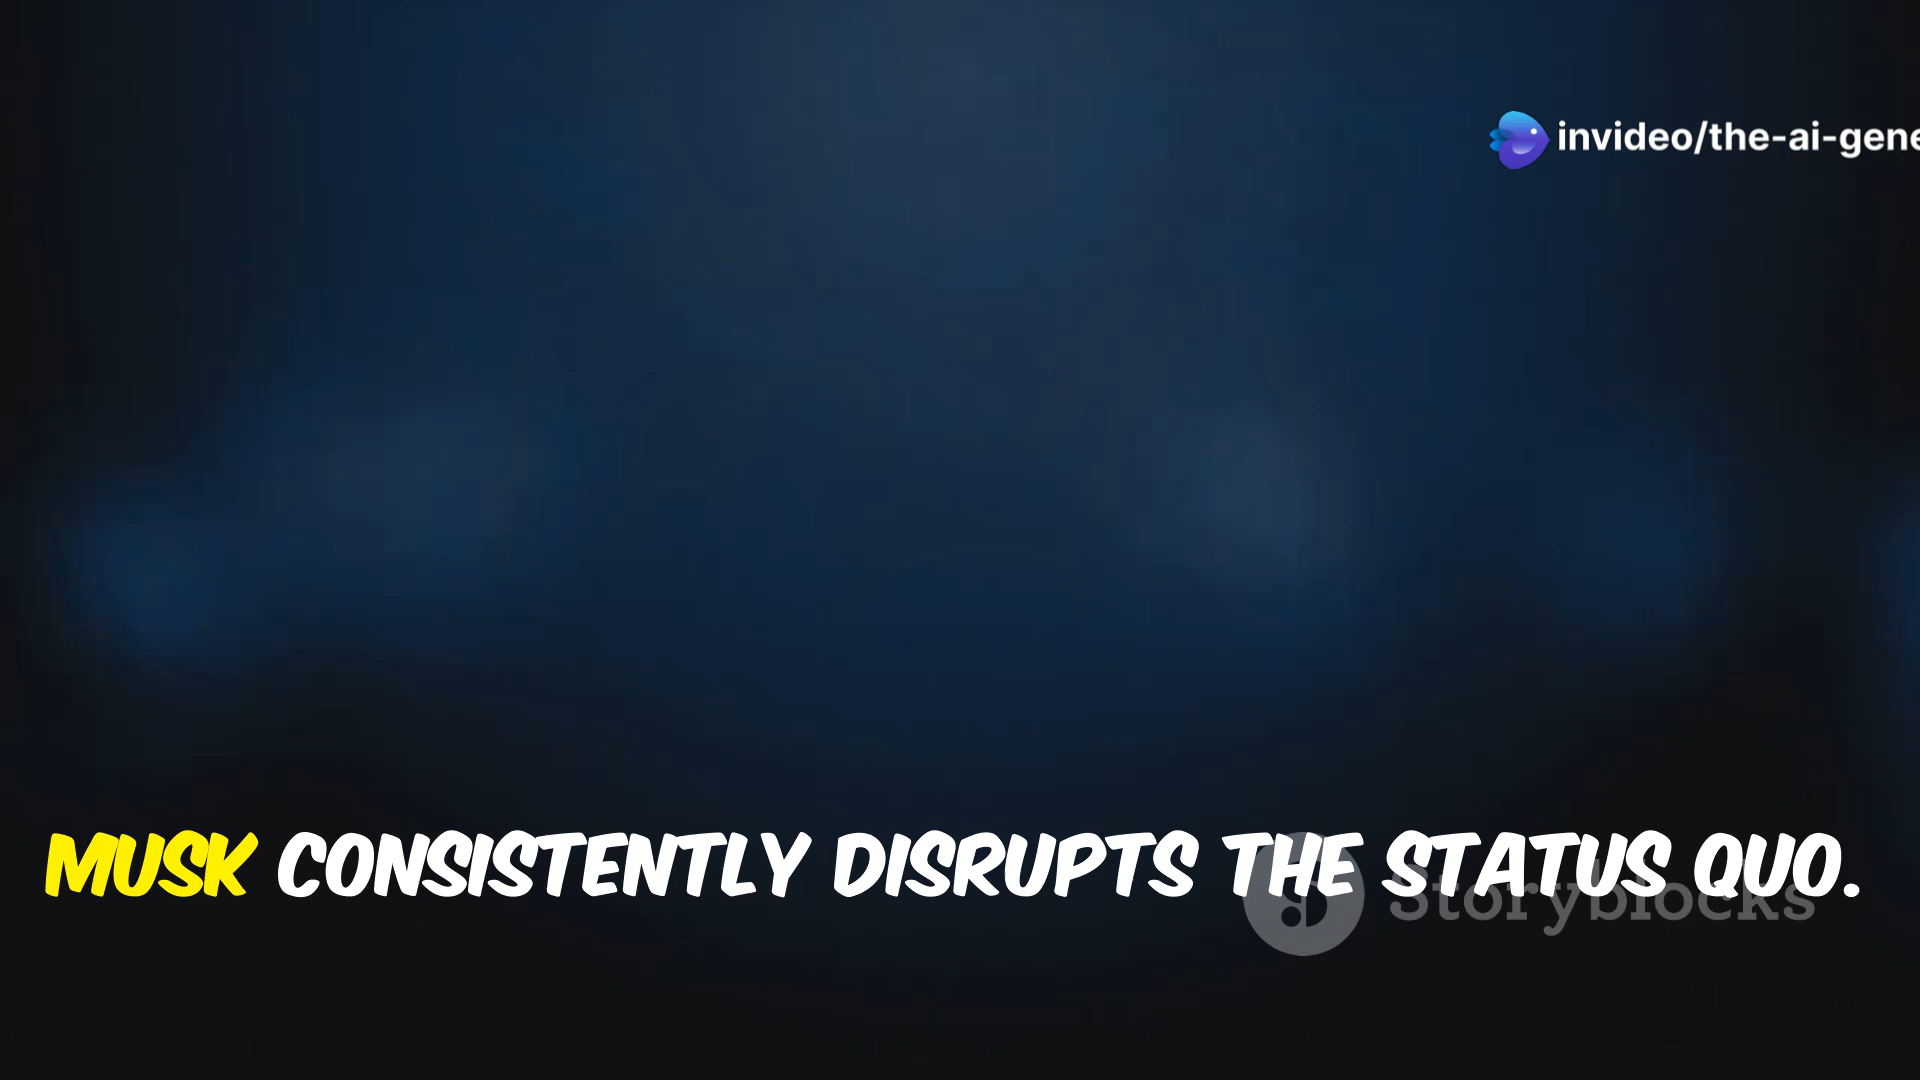 invideo/the-ai-gene
MUSK CONSISTENTLY DISRUPTS THE STATUS QUO.
Storyblocks